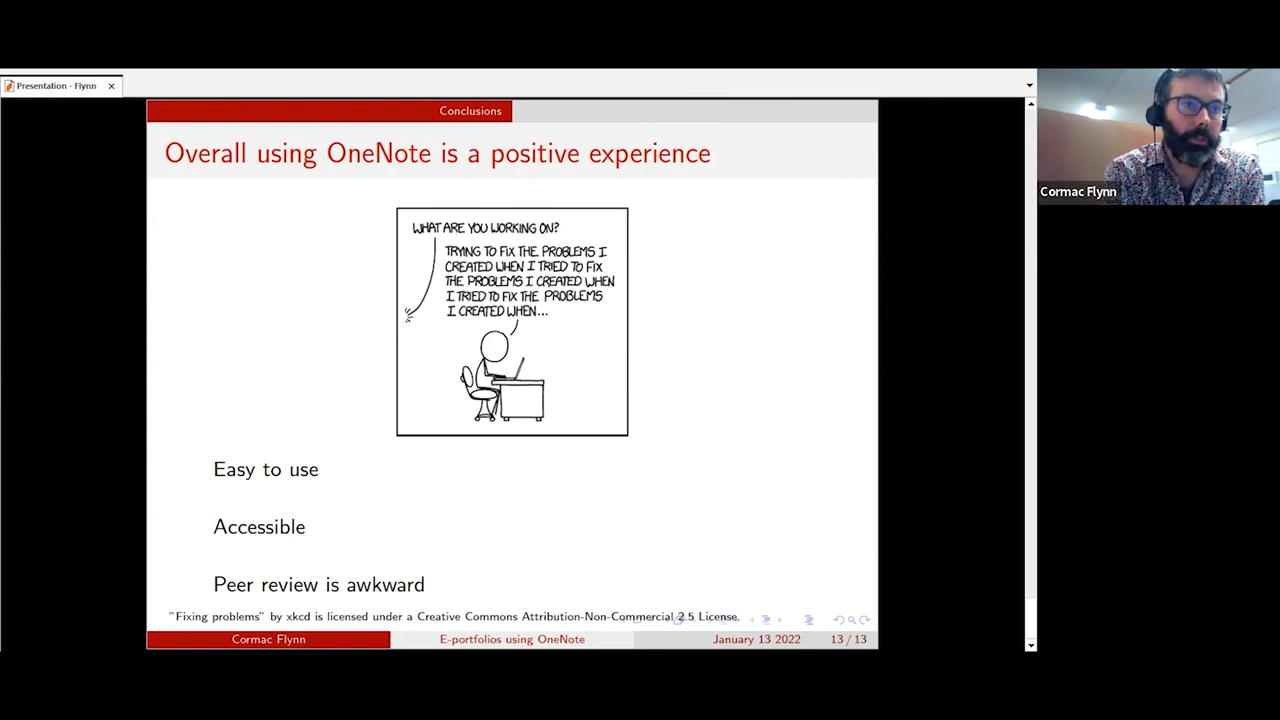 Presentation - Flynn
Conclusions
Overall using OneNote is a positive experience
WHAT ARE YOU WORKING ON?
TRYING TO FIX THE PROBLEMS I
CREATED WHEN I TRIED TO FIX
THE PROBLEMS I CREATED WHEN
I TRIED TO FIX THE PROBLEMS
I CREATED WHEN...
Easy to use
Accessible
Peer review is awkward
"Fixing problems" by xkcd is licensed under a Creative Commons Attribution-Non-Commercial 2.5 License.
Cormac Flynn
E-portfolios using OneNote
January 13 2022
13 / 13
Cormac Flynn